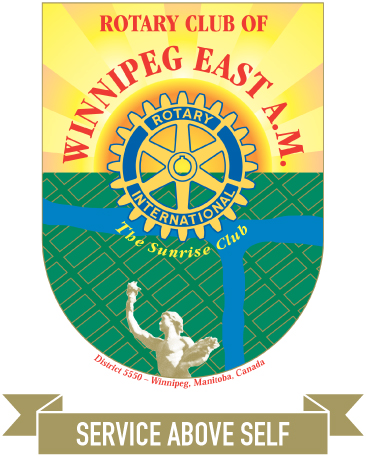 ROTARY CLUB OF
WINNIPEG EAST A.M.
ROTARY
INTERNATIONAL
The Sunrise Club
District 5550 – Winnipeg, Manitoba, Canada
SERVICE ABOVE SELF